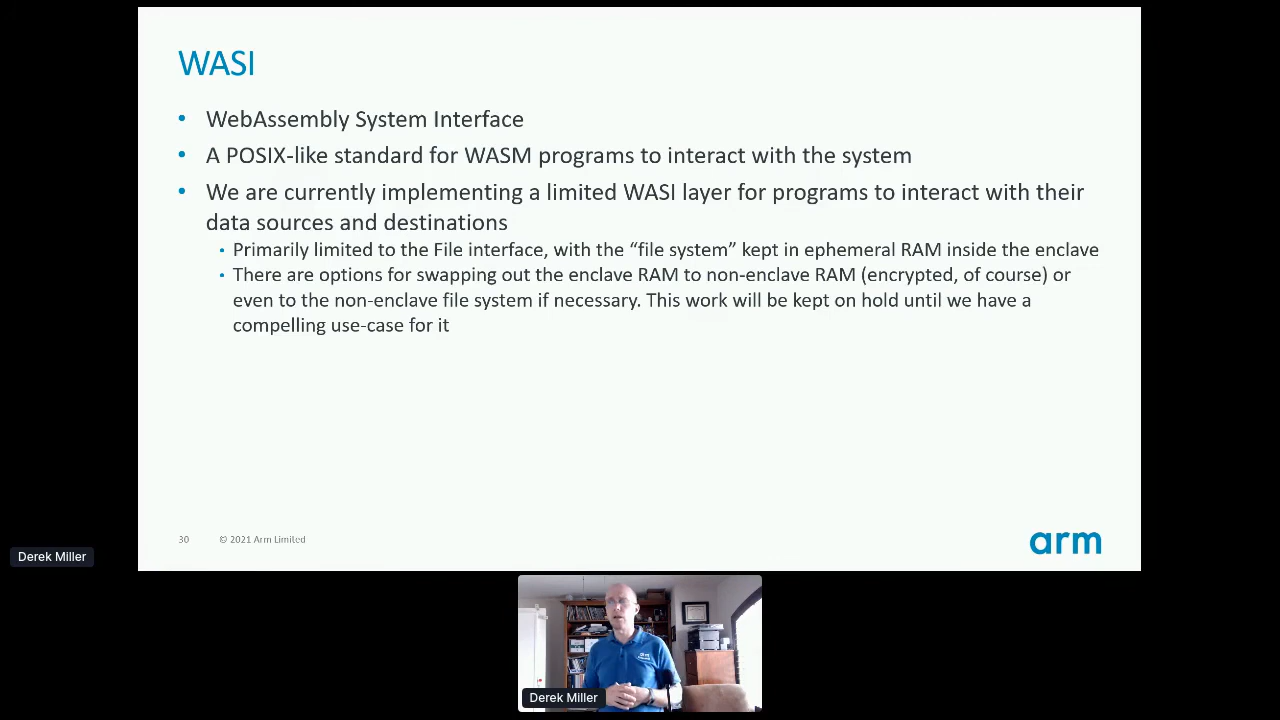 WASI
• WebAssembly System Interface
• A POSIX-like standard for WASM programs to interact with the system
• We are currently implementing a limited WASI layer for programs to interact with their
data sources and destinations
• Primarily limited to the File interface, with the “file system” kept in ephemeral RAM inside the enclave
• There are options for swapping out the enclave RAM to non-enclave RAM (encrypted, of course) or
even to the non-enclave file system if necessary. This work will be kept on hold until we have a
compelling use-case for it
30 © 2021 Arm Limited
arm
Derek Miller
Derek Miller